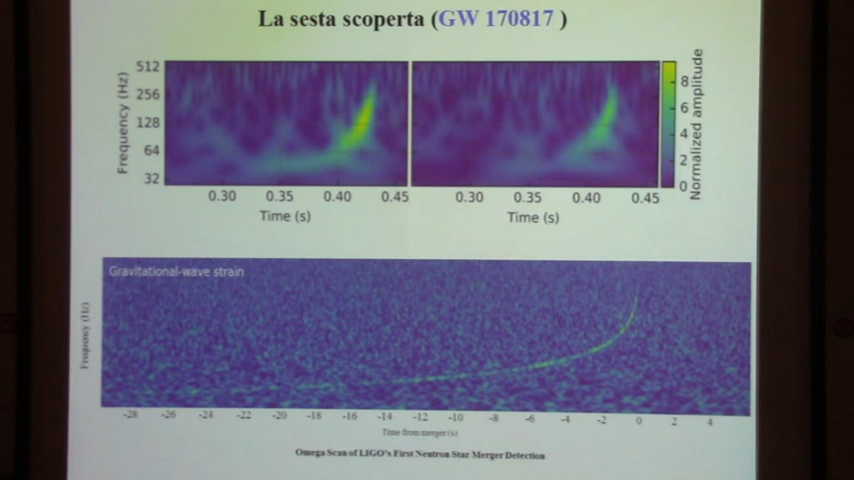 La sesta scoperta (GW 170817 )
512
256
128
64
32
Frequency (Hz)
0.30 0.35 0.40 0.45
Time (s)
0.30 0.35 0.40 0.45
Time (s)
8
6
4
2
0
Normalized amplitude
Gravitational-wave strain
Frequency (Hz)
-28 -26 -24 -22 -20 -18 -16 -14 -12 -10 -8 -6 -4 -2 0 2 4
Time from merger (s)
Omega Scan of LIGO's First Neutron Star Merger Detection